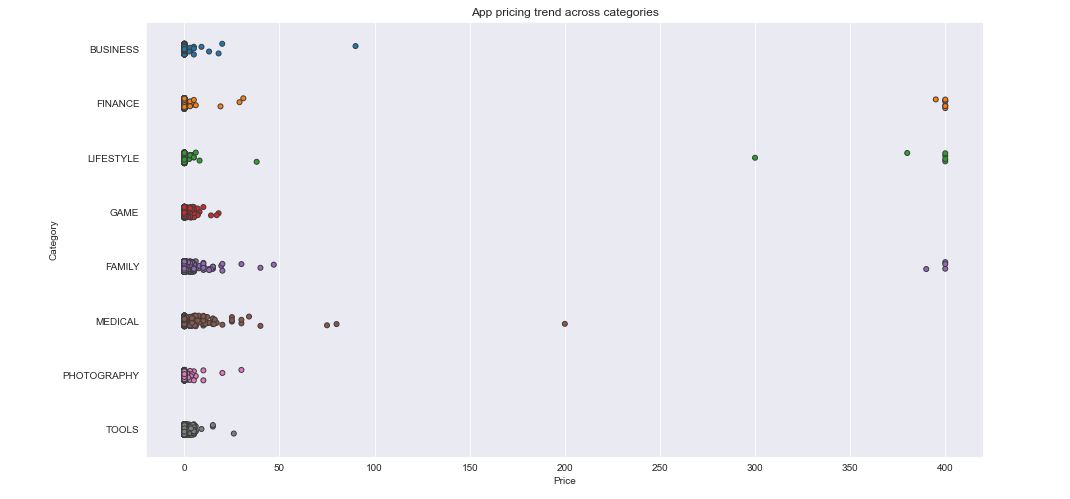 App pricing trend across categories
BUSINESS
FINANCE
LIFESTYLE
GAME
FAMILY
MEDICAL
PHOTOGRAPHY
TOOLS
Category
0 50 100 150 200 250 300 350 400
Price